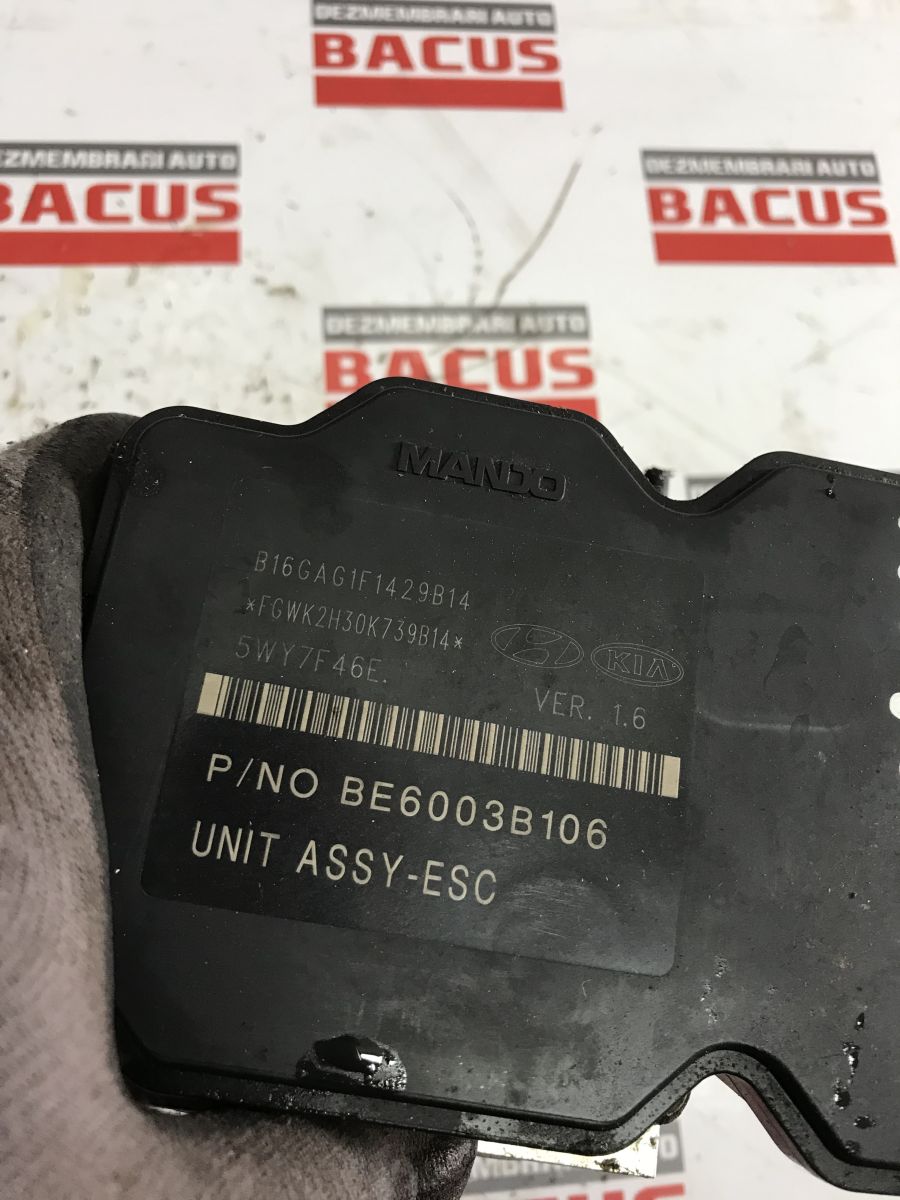 DEZMEMBRARI AUTO
BACUS
DEZMEMBRARI AUTO
BACUS
DEZMEMBRARI AUTO
BACUS
DEZMEMBRARI AUTO
BACUS
MANDO
B16GAG1F1429B14
*FGWK2H30K739B14*
5WY7F46E.
KIA
VER. 1.6
P/NO BE6003B106
UNIT ASSY-ESC